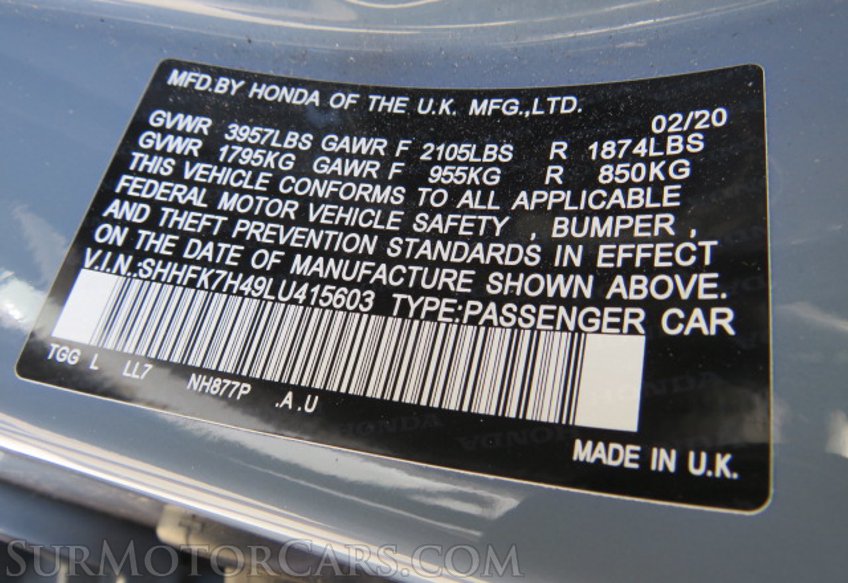 MFD.BY HONDA OF THE U.K. MFG.,LTD.
02/20
GVWR 3957LBS GAWR F 2105LBS R 1874LBS
GVWR 1795KG GAWR F 955KG R 850KG
THIS VEHICLE CONFORMS TO ALL APPLICABLE
FEDERAL MOTOR VEHICLE SAFETY , BUMPER ,
AND THEFT PREVENTION STANDARDS IN EFFECT
ON THE DATE OF MANUFACTURE SHOWN ABOVE.
V.I.N.:SHHFK7H49LU415603 TYPE:PASSENGER CAR
TGG L LL7 NH877P .A.U
MADE IN U.K.
SURMOTORCARS.COM